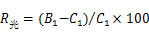 R光 = (B₁−C₁)/C₁ × 100